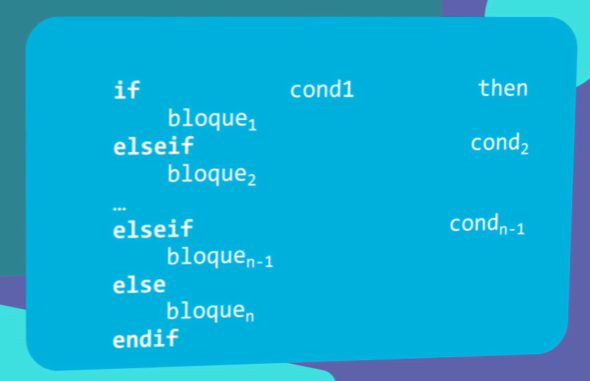 if cond1 then
bloque1
elseif cond2
bloque2
…
elseif condn-1
bloquen-1
else
bloquen
endif